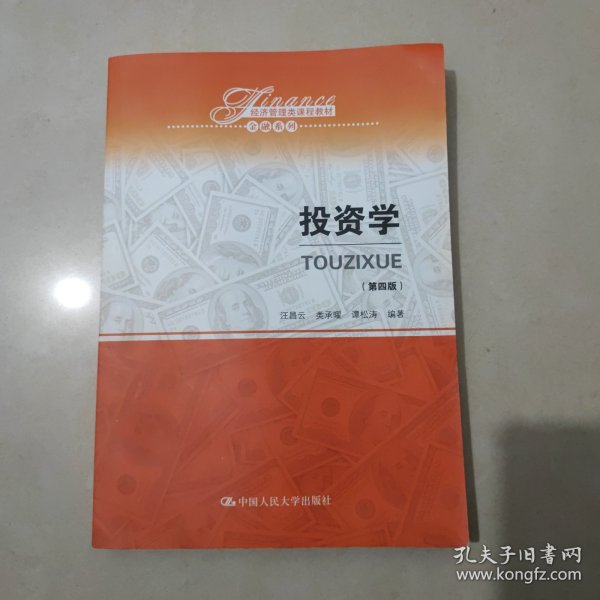 Finance
经济管理类课程教材
金融系列
投资学
TOUZIXUE
(第四版)
汪昌云 类承曜 谭松涛 编著
中国人民大学出版社
孔夫子旧书网
www.kongfz.com